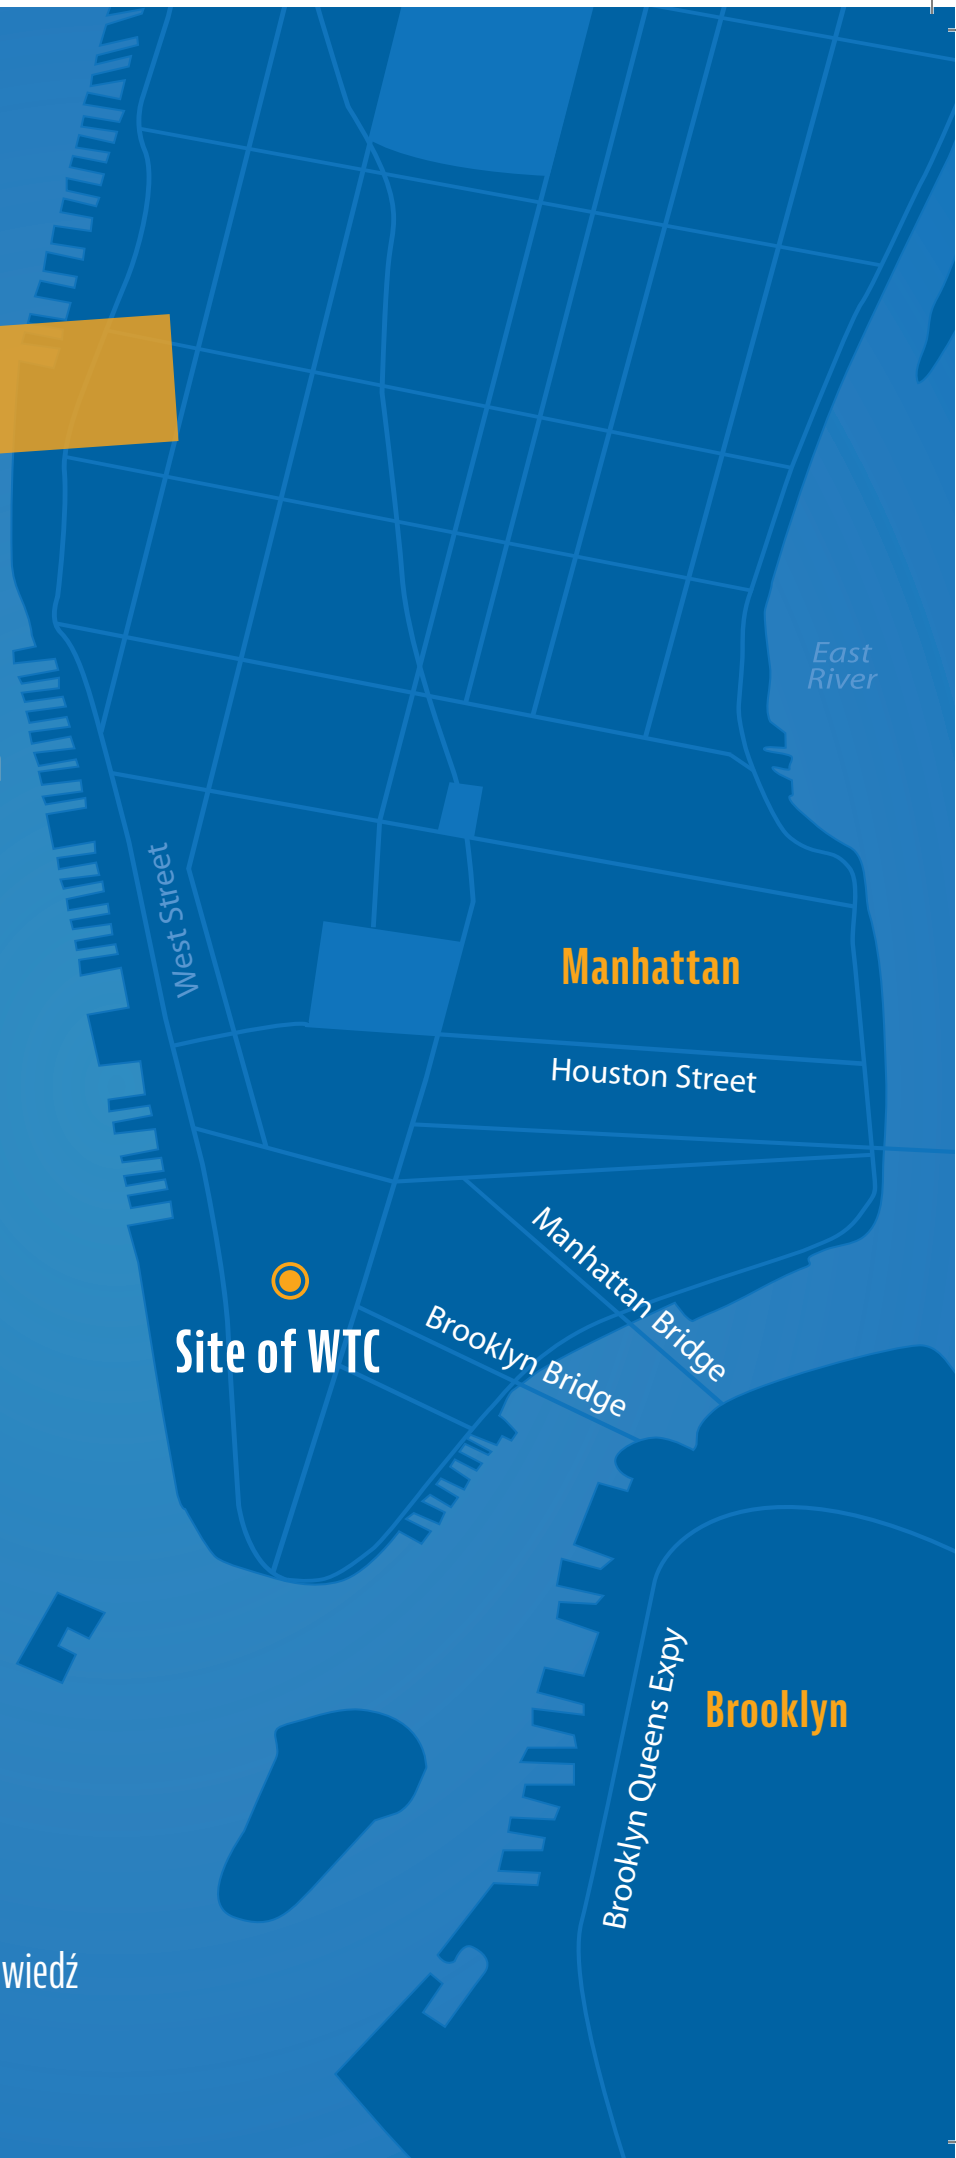 East
River
West Street
Manhattan
Houston Street
Manhattan Bridge
Brooklyn Bridge
Site of WTC
Brooklyn Queens Expy
Brooklyn
wiedź